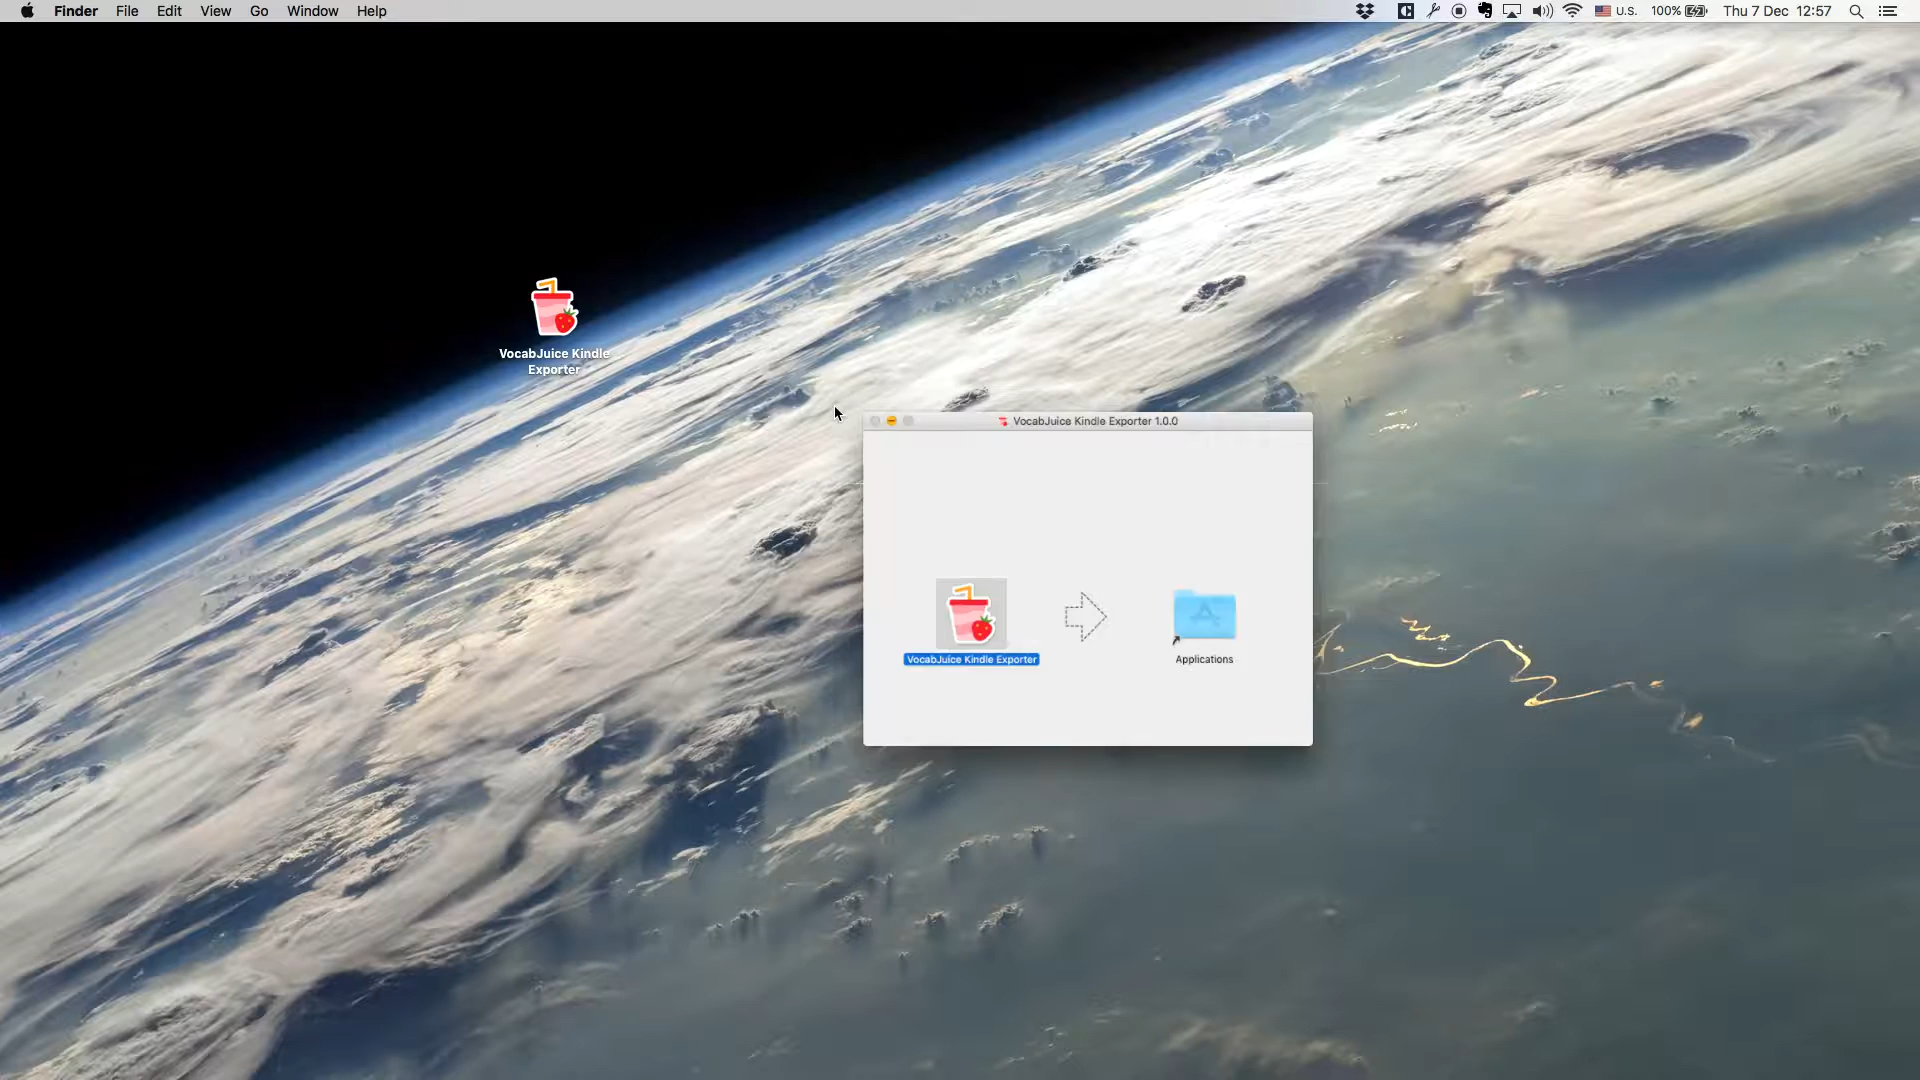 Finder File Edit View Go Window Help
U.S. 100% Thu 7 Dec 12:57
VocabJuice Kindle
Exporter
VocabJuice Kindle Exporter 1.0.0
VocabJuice Kindle Exporter
Applications